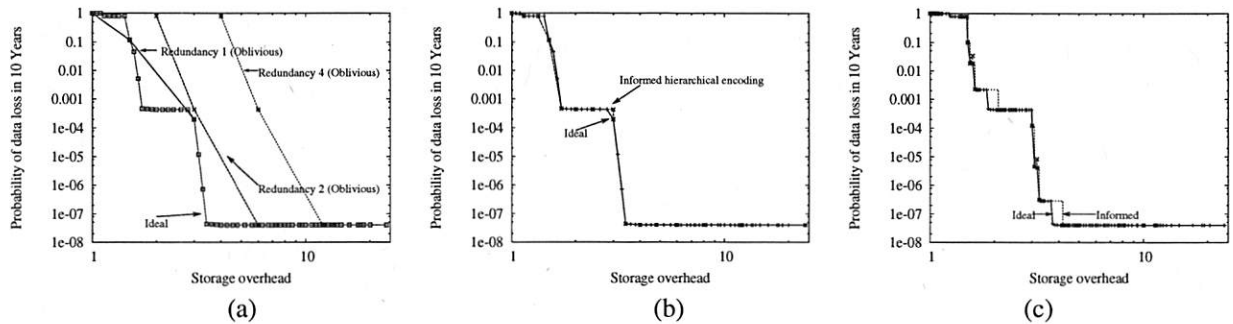 Probability of data loss in 10 Years
1
0.1
0.01
0.001
1e-04
1e-05
1e-06
1e-07
1e-08
Redundancy 1 (Oblivious)
Redundancy 4 (Oblivious)
Redundancy 2 (Oblivious)
Ideal
1
10
Storage overhead
(a)
Probability of data loss in 10 Years
1
0.1
0.01
0.001
1e-04
1e-05
1e-06
1e-07
1e-08
Informed hierarchical encoding
Ideal
1
10
Storage overhead
(b)
Probability of data loss in 10 Years
1
0.1
0.01
0.001
1e-04
1e-05
1e-06
1e-07
1e-08
Ideal
Informed
1
10
Storage overhead
(c)